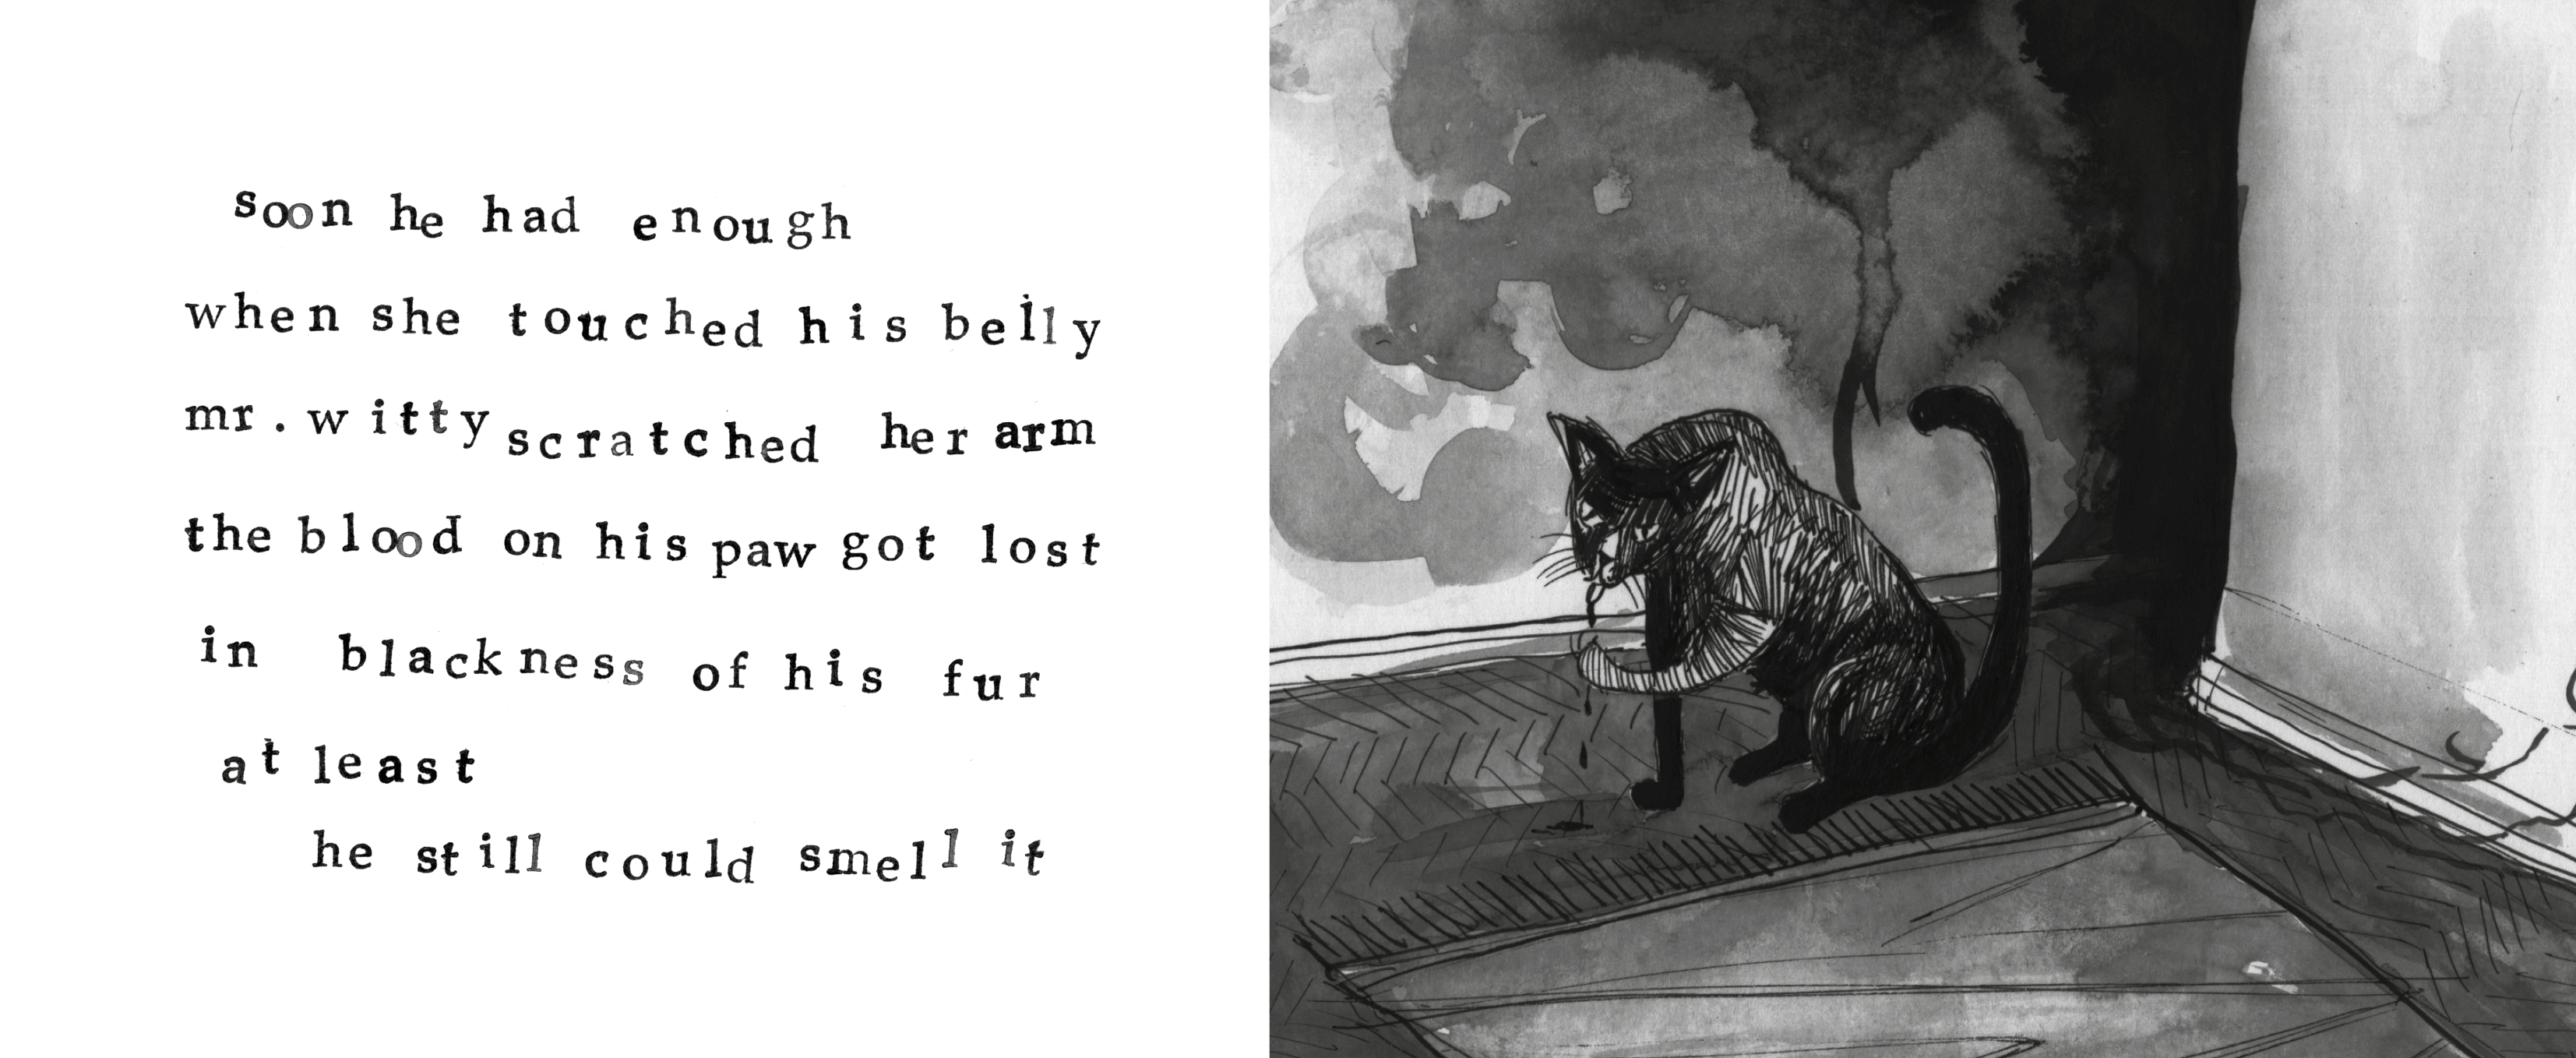 soon he had enough
when she touched his belly
mr. witty scratched her arm
the blood on his paw got lost
in blackness of his fur
at least
he still could smell it